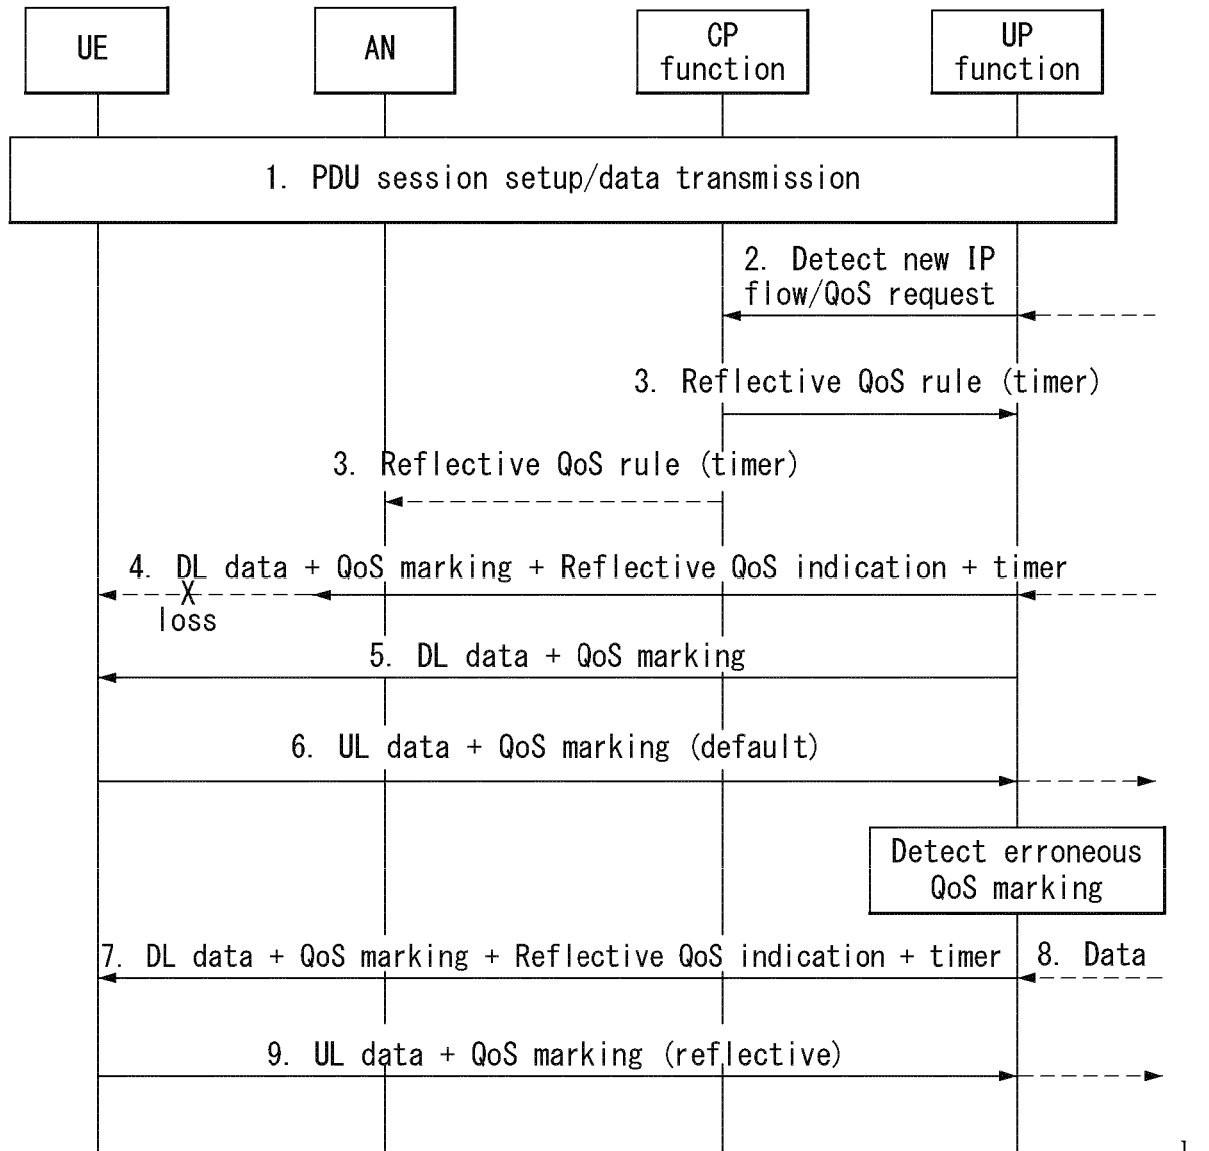 UE
AN
CP
function
UP
function
1. PDU session setup/data transmission
2. Detect new IP
flow/QoS request
3. Reflective QoS rule (timer)
3. Reflective QoS rule (timer)
4. DL data + QoS marking + Reflective QoS indication + timer
X
loss
5. DL data + QoS marking
6. UL data + QoS marking (default)
Detect erroneous
QoS marking
7. DL data + QoS marking + Reflective QoS indication + timer
8. Data
9. UL data + QoS marking (reflective)